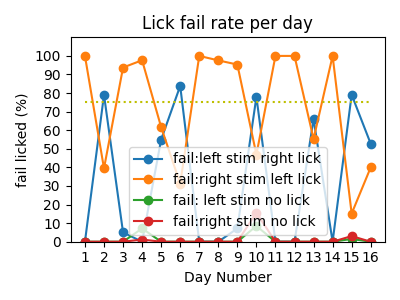 Lick fail rate per day
fail licked (%)
100
90
80
70
60
50
40
30
20
10
0
fail:left stim right lick
fail:right stim left lick
fail: left stim no lick
fail:right stim no lick
1 2 3 4 5 6 7 8 9 10 11 12 13 14 15 16
Day Number